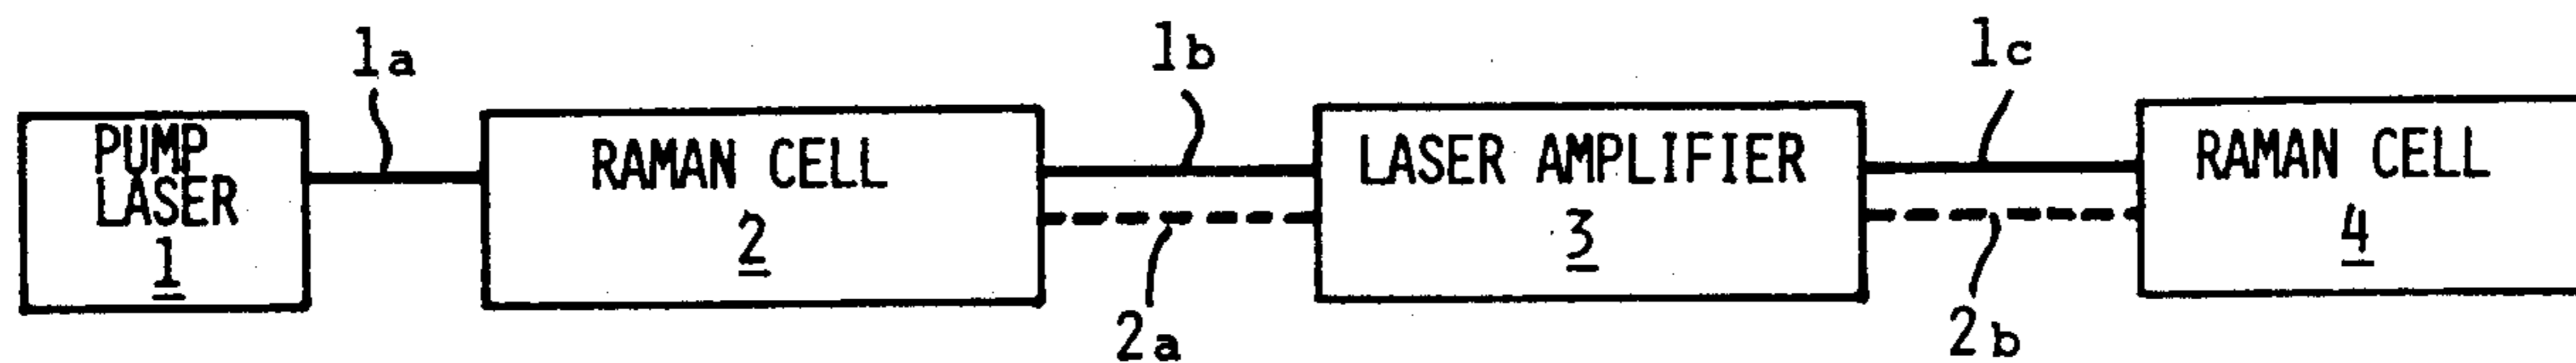 1a
1b
1c
PUMP
LASER
1
RAMAN CELL
2
LASER AMPLIFIER
3
RAMAN CELL
4
2a
2b